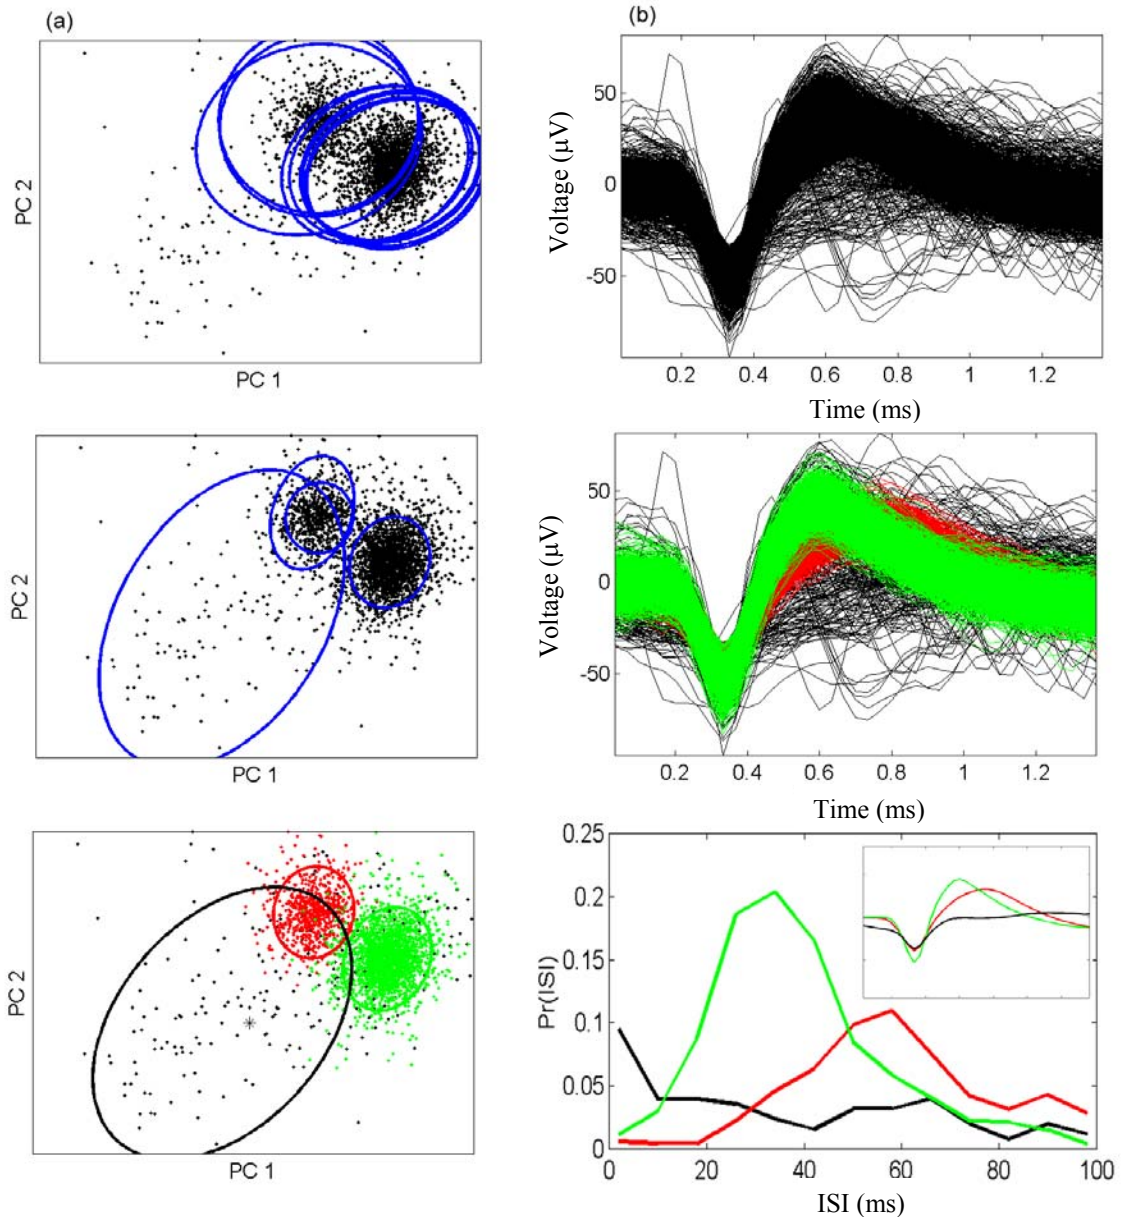 (a)
(b)
PC 2
PC 1
Voltage (µV)
50
0
-50
0.2 0.4 0.6 0.8 1 1.2
Time (ms)
PC 2
PC 1
Voltage (µV)
50
0
-50
0.2 0.4 0.6 0.8 1 1.2
Time (ms)
PC 2
PC 1
Pr(ISI)
0.25
0.2
0.15
0.1
0.05
0
0 20 40 60 80 100
ISI (ms)